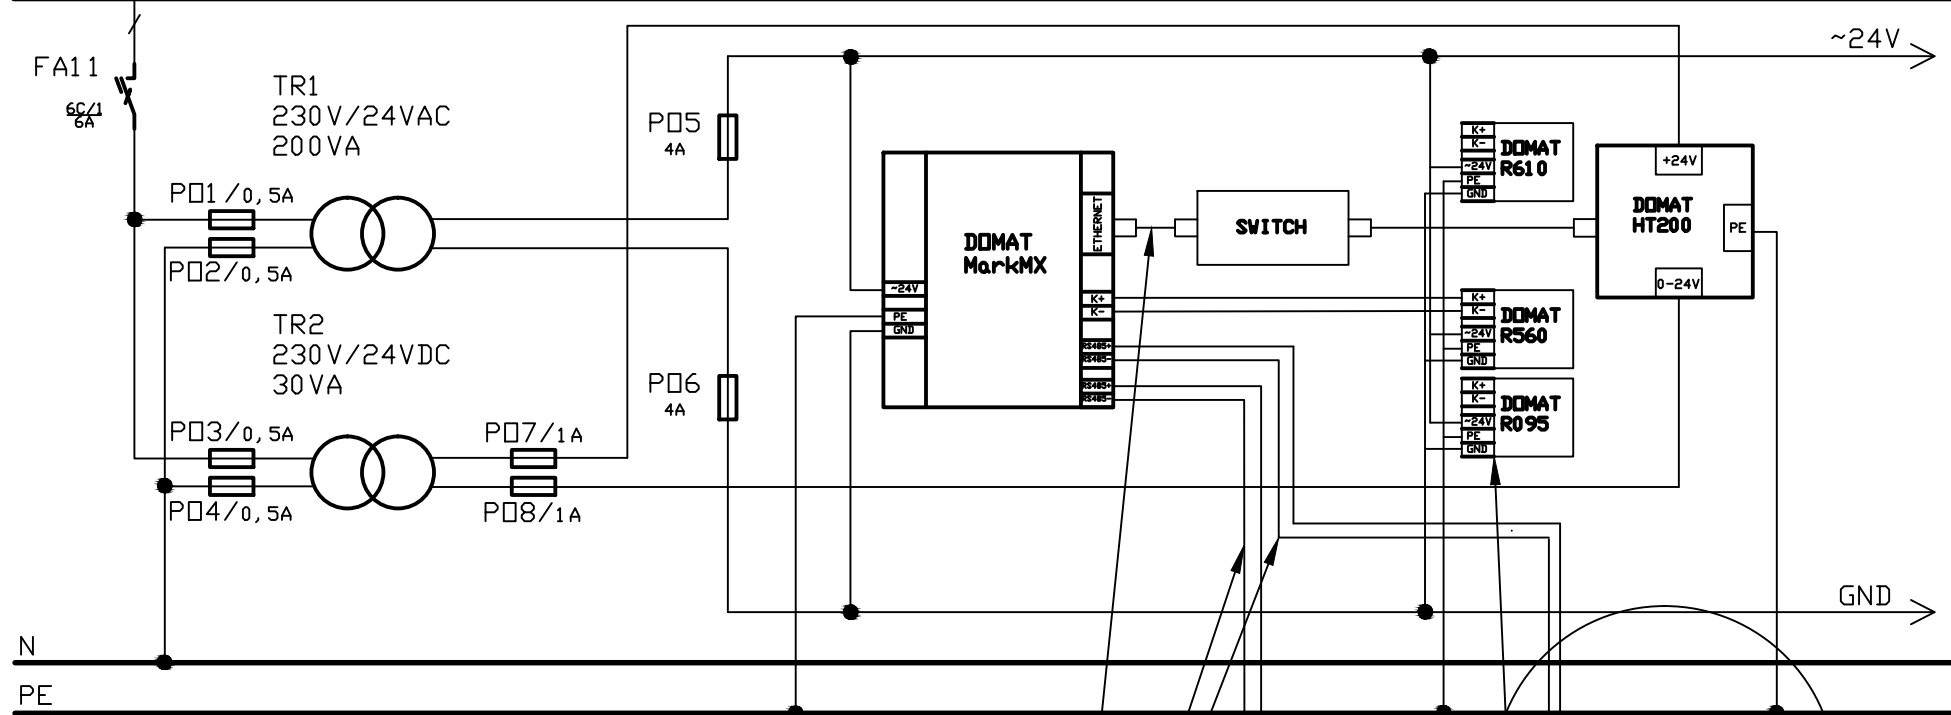 ~24V
FA11
6C/1
6A
TR1
230V/24VAC
200VA
PO5
4A
PO1/0,5A
PO2/0,5A
TR2
230V/24VDC
30VA
PO6
4A
PO3/0,5A
PO4/0,5A
PO7/1A
PO8/1A
DOMAT
MarkMX
~24V
PE
GND
ETHERNET
K+
K-
RS485+
RS485-
RS485+
RS485-
SWITCH
K+
K-
~24V
PE
GND
DOMAT
R610
K+
K-
~24V
PE
GND
DOMAT
R560
K+
K-
~24V
PE
GND
DOMAT
R095
+24V
DOMAT
HT200
PE
0-24V
GND
N
PE